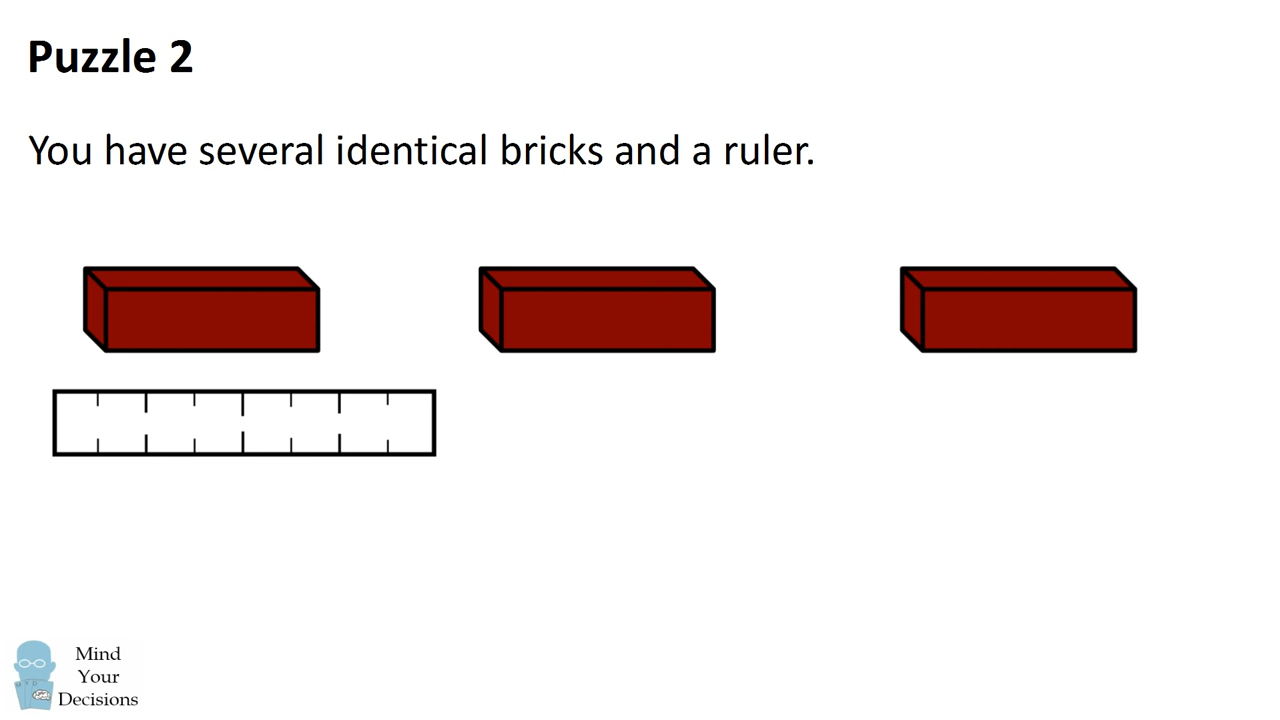 Puzzle 2
You have several identical bricks and a ruler.
Mind
Your
Decisions